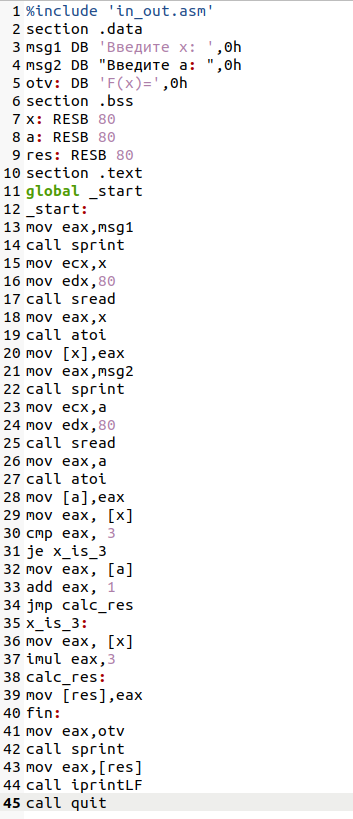 1 %include 'in_out.asm'
2 section .data
3 msg1 DB 'Введите x: ',0h
4 msg2 DB "Введите a: ",0h
5 otv: DB 'F(x)=',0h
6 section .bss
7 x: RESB 80
8 a: RESB 80
9 res: RESB 80
10 section .text
11 global _start
12 _start:
13 mov eax,msg1
14 call sprint
15 mov ecx,x
16 mov edx,80
17 call sread
18 mov eax,x
19 call atoi
20 mov [x],eax
21 mov eax,msg2
22 call sprint
23 mov ecx,a
24 mov edx,80
25 call sread
26 mov eax,a
27 call atoi
28 mov [a],eax
29 mov eax, [x]
30 cmp eax, 3
31 je x_is_3
32 mov eax, [a]
33 add eax, 1
34 jmp calc_res
35 x_is_3:
36 mov eax, [x]
37 imul eax,3
38 calc_res:
39 mov [res],eax
40 fin:
41 mov eax,otv
42 call sprint
43 mov eax,[res]
44 call iprintLF
45 call quit